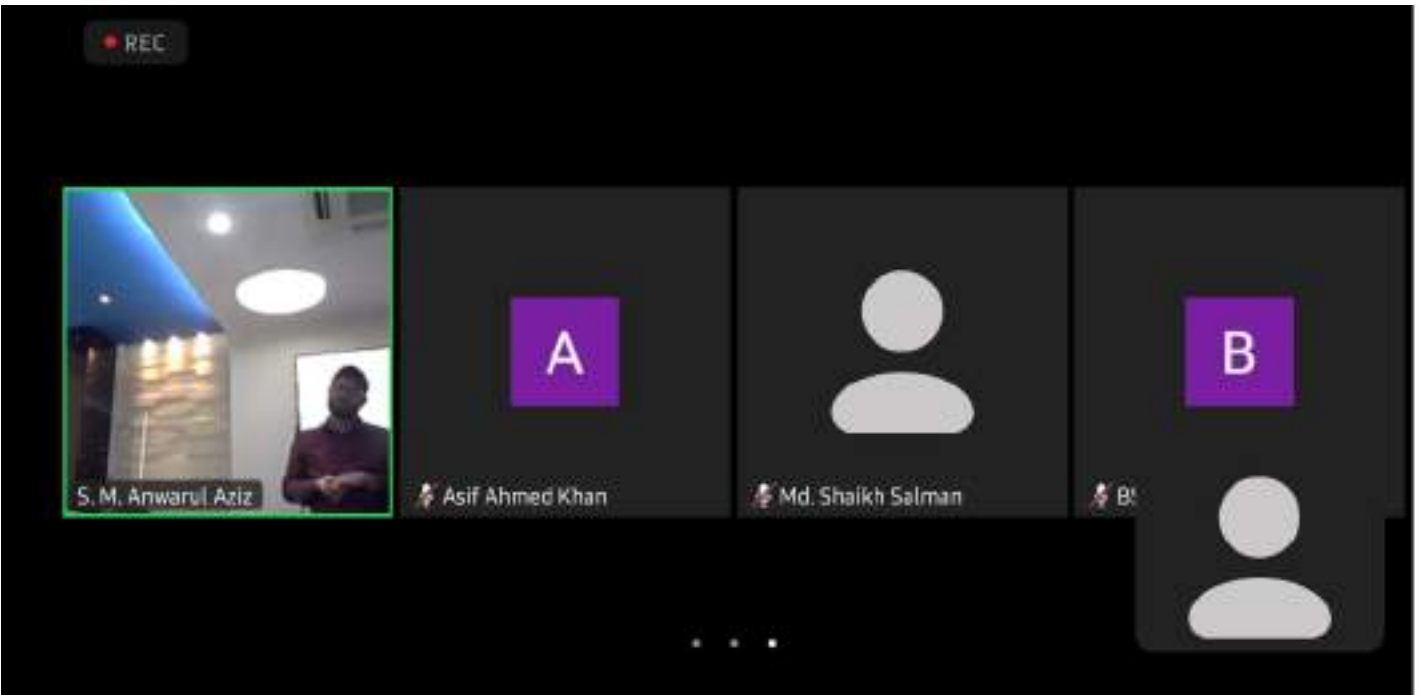 REC
A
B
S. M. Anwarul Aziz
Asif Ahmed Khan
Md. Shaikh Salman